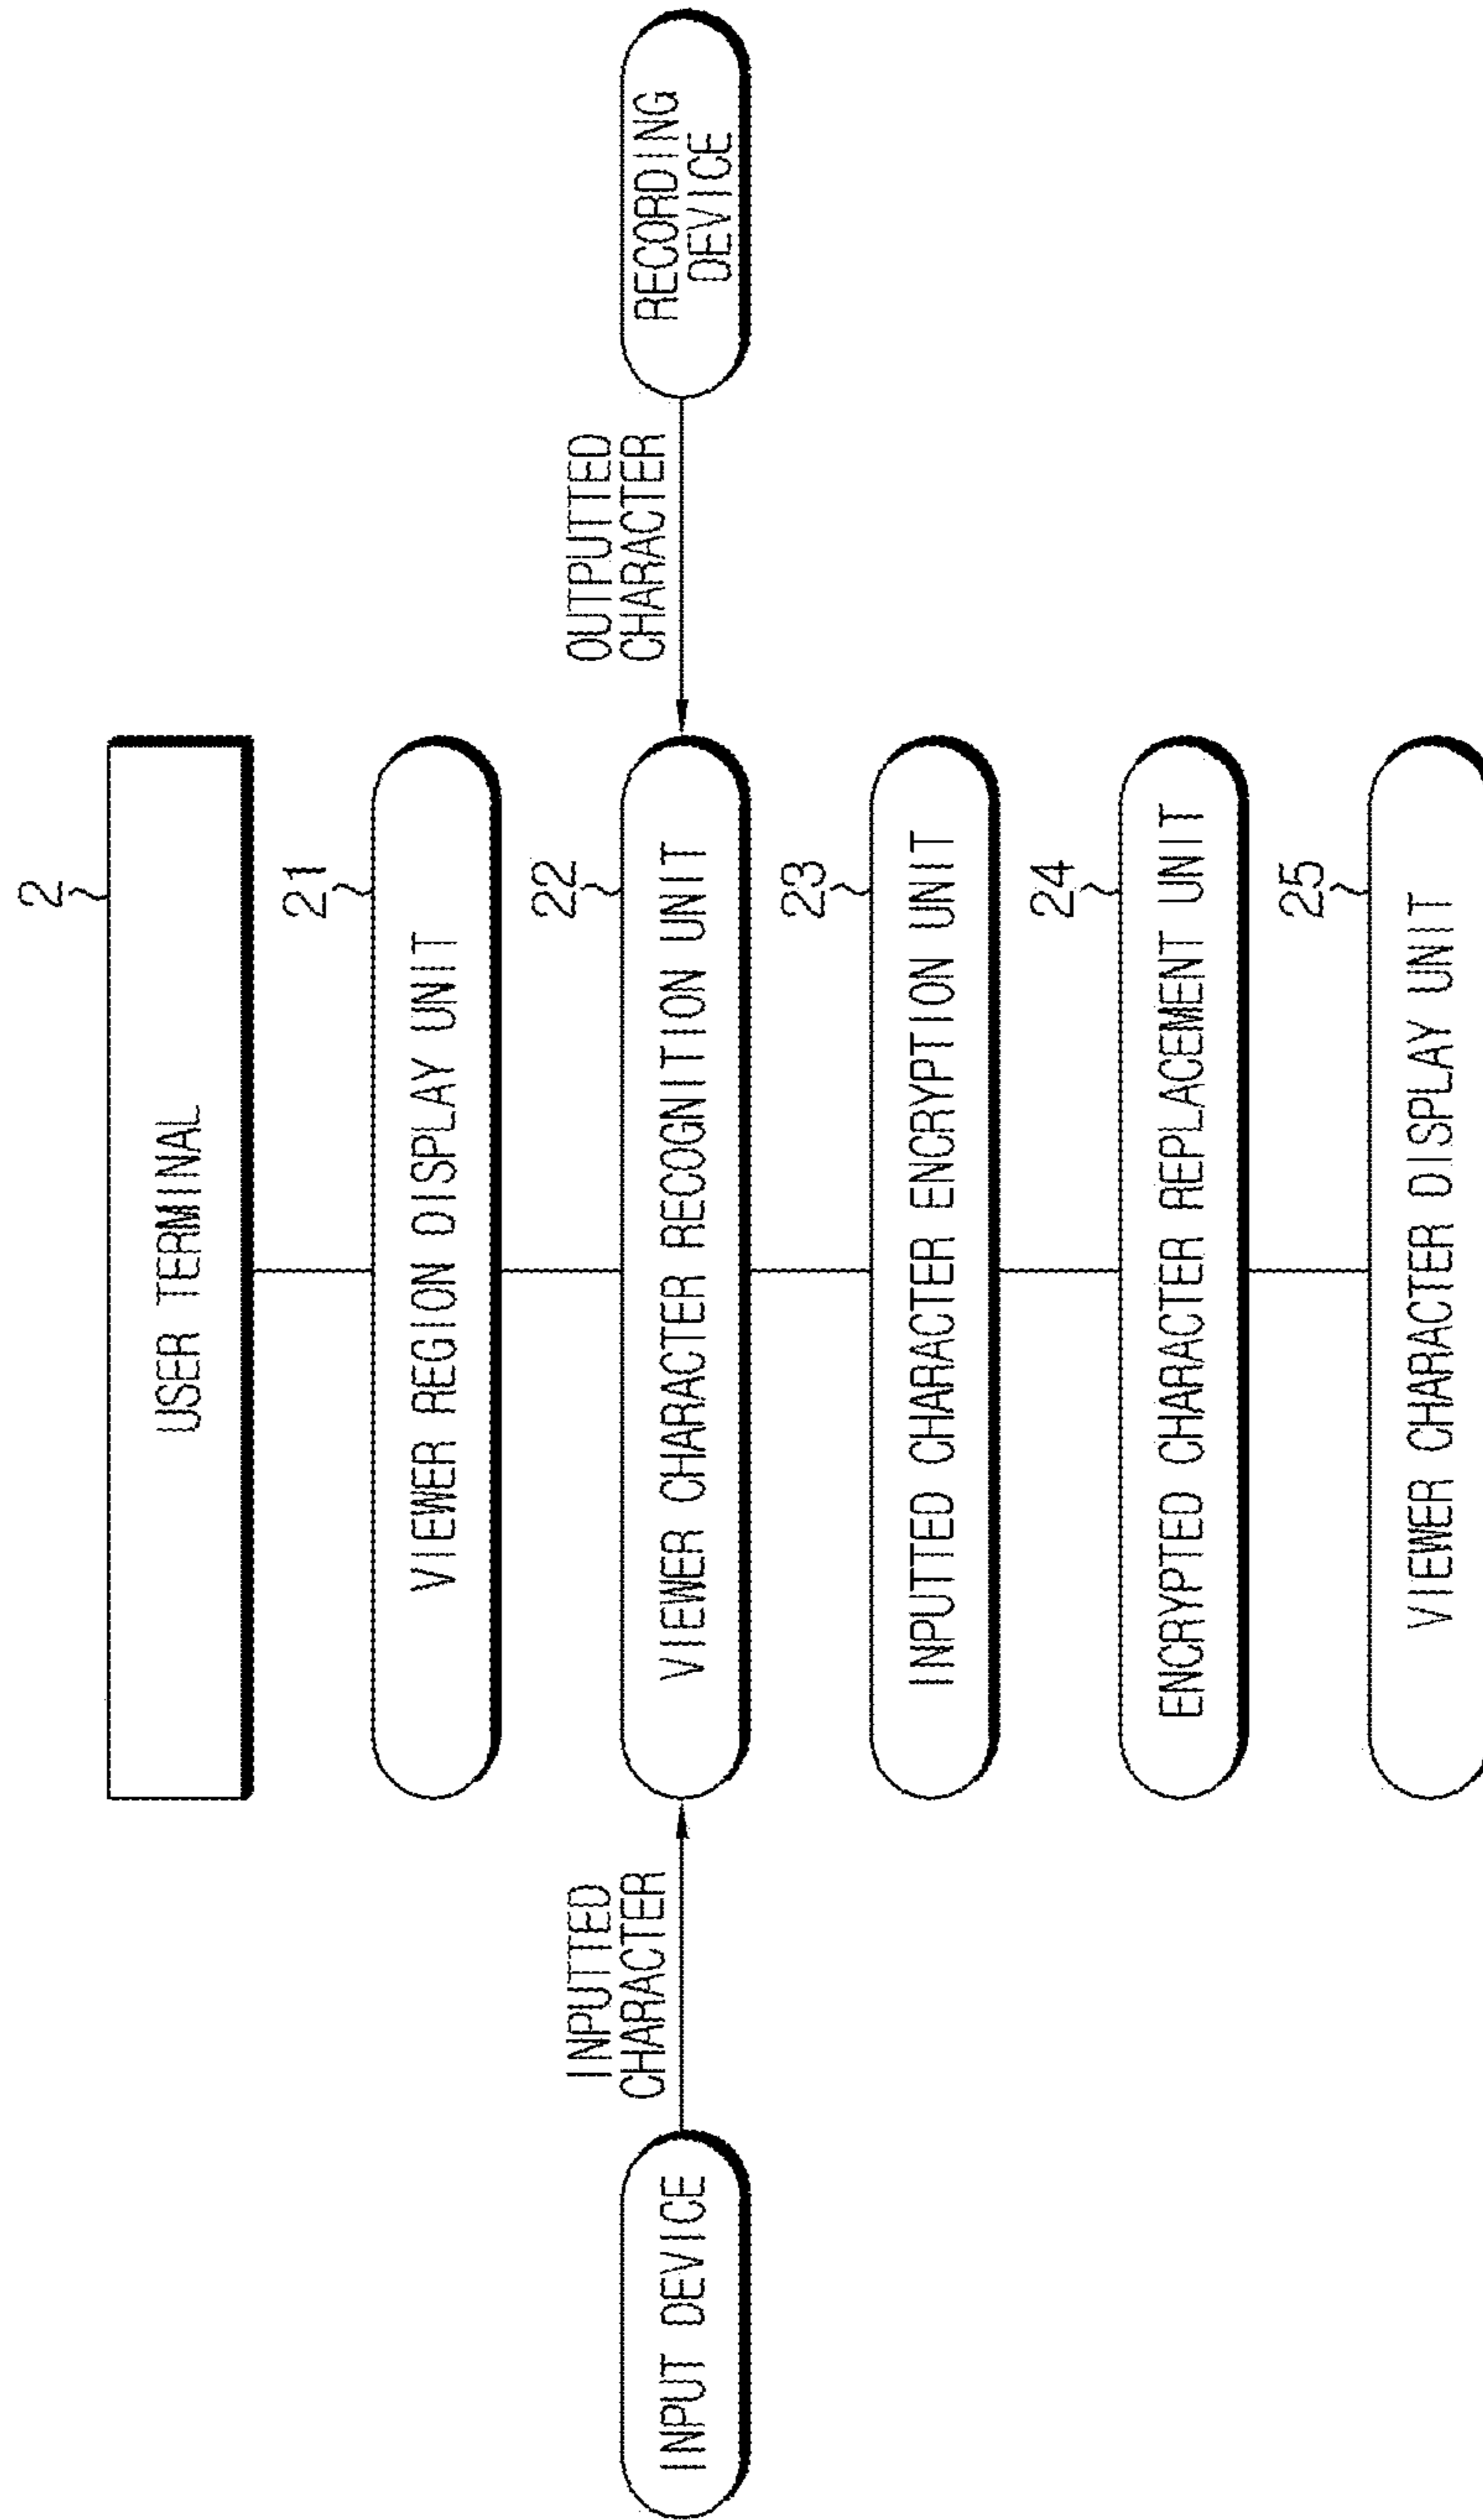 2
USER TERMINAL
21
VIEWER REGION DISPLAY UNIT
22
INPUT DEVICE
INPUTTED
CHARACTER
VIEWER CHARACTER RECOGNITION UNIT
OUTPUTTED
CHARACTER
RECORDING
DEVICE
23
INPUTTED CHARACTER ENCRYPTION UNIT
24
ENCRYPTED CHARACTER REPLACEMENT UNIT
25
VIEWER CHARACTER DISPLAY UNIT